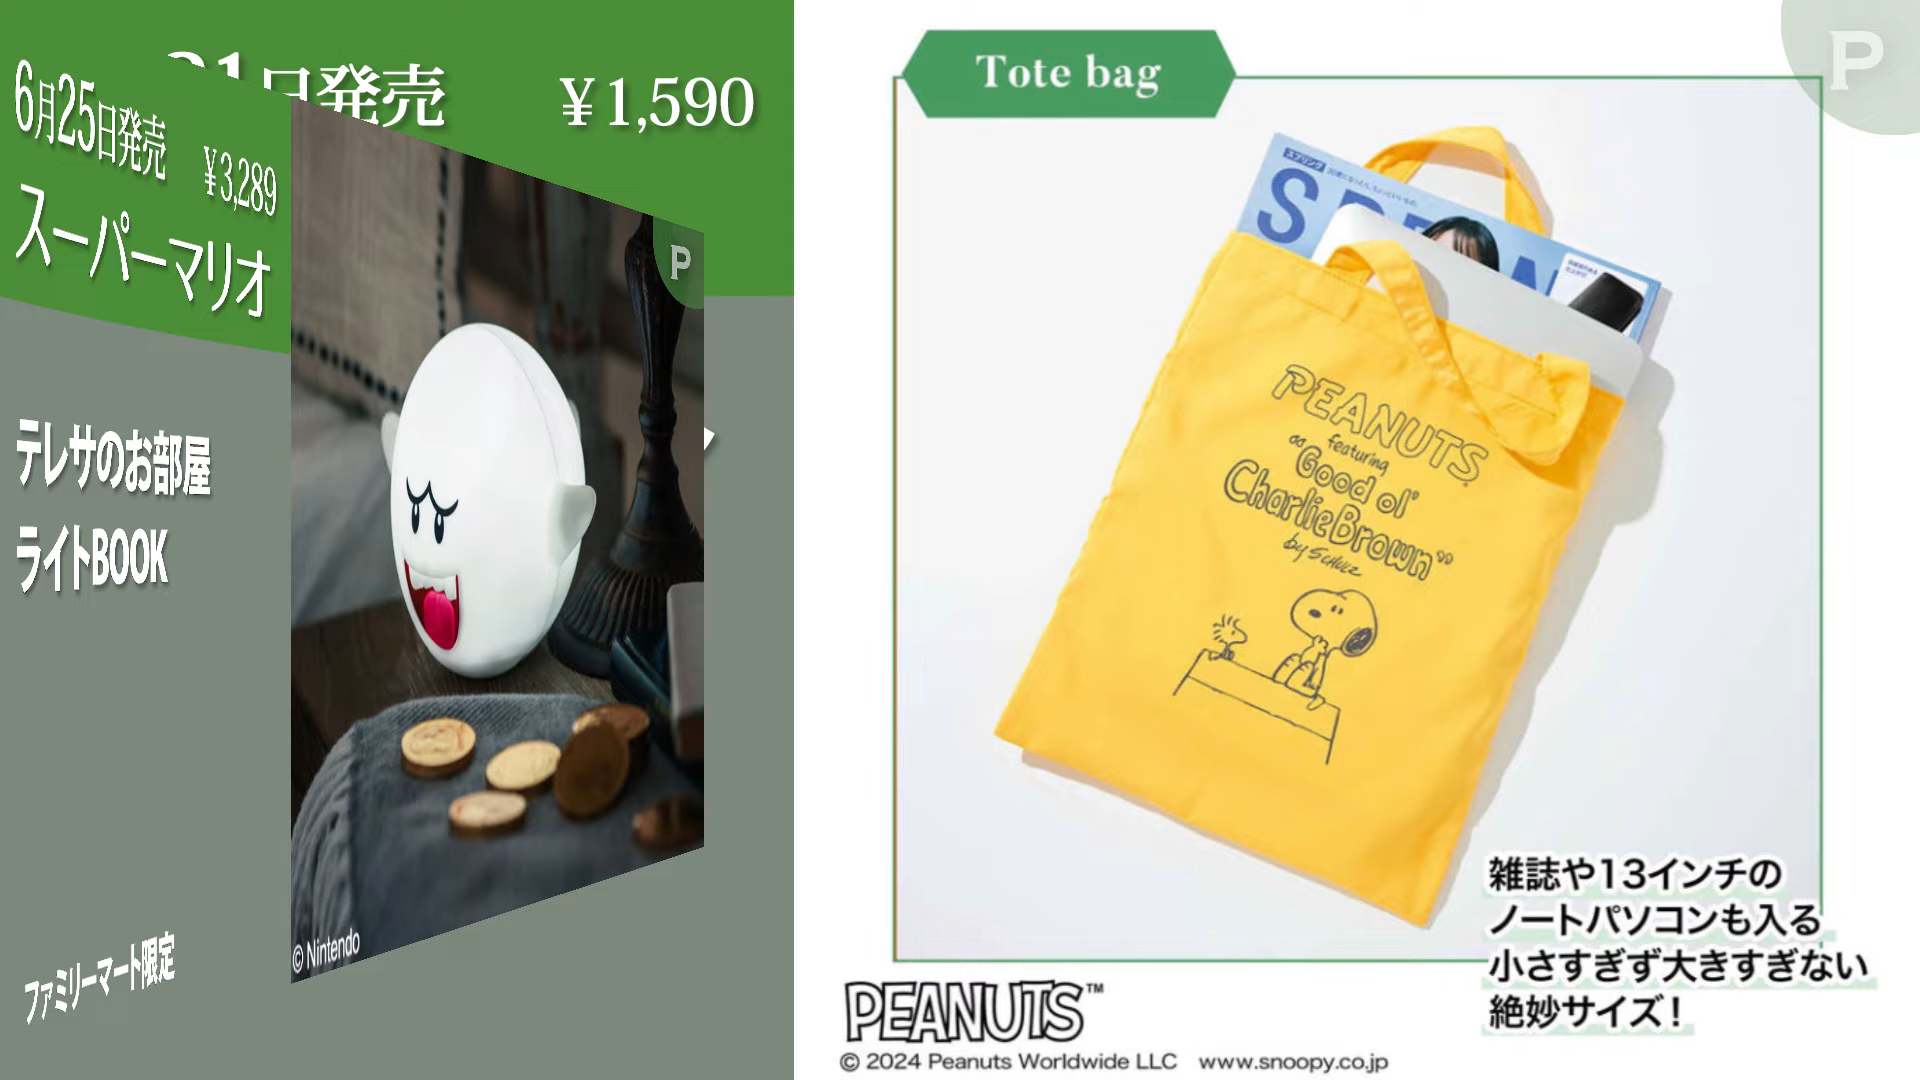 6月25日発売
¥3,289
スーパーマリオ
テレサのお部屋
ライトBOOK
ファミリーマート限定
日発売
¥1,590
P
© Nintendo
Tote bag
P
スプリング
PEANUTS
featuring
"Good ol'
Charlie Brown"
by SCHULZ
雑誌や13インチの
ノートパソコンも入る
小さすぎず大きすぎない
絶妙サイズ!
PEANUTS™
© 2024 Peanuts Worldwide LLC www.snoopy.co.jp